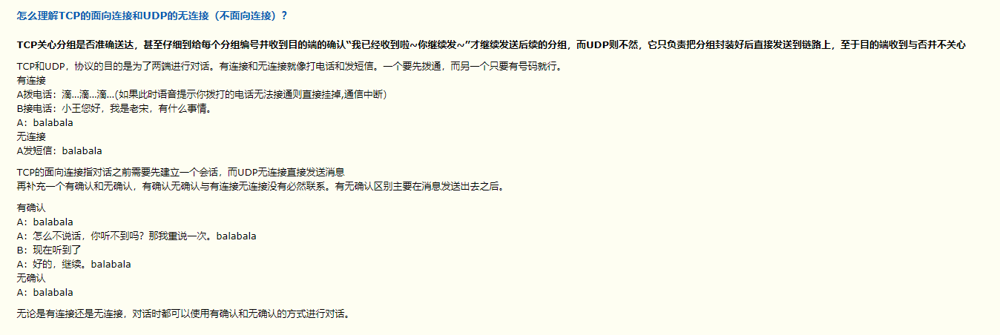 怎么理解TCP的面向连接和UDP的无连接（不面向连接）？
TCP关心分组是否准确送达，甚至仔细到给每个分组编号并收到目的端的确认“我已经收到啦~你继续发~”才继续发送后续的分组，而UDP则不然，它只负责把分组封装好后直接发送到链路上，至于目的端收到与否并不关心
TCP和UDP，协议的目的是为了两端进行对话。有连接和无连接就像打电话和发短信。一个要先拨通，而另一个只要有号码就行。
有连接
A拨电话：滴...滴...滴...(如果此时语音提示你拨打的电话无法接通则直接挂掉,通信中断)
B接电话：小王您好，我是老宋，有什么事情。
A：balabala
无连接
A发短信：balabala
TCP的面向连接指对话之前需要先建立一个会话，而UDP无连接直接发送消息
再补充一个有确认和无确认，有确认无确认与有连接无连接没有必然联系。有无确认区别主要在消息发送出去之后。
有确认
A：balabala
A：怎么不说话，你听不到吗？那我重说一次。balabala
B：现在听到了
A：好的，继续。balabala
无确认
A：balabala
无论是有连接还是无连接，对话时都可以使用有确认和无确认的方式进行对话。